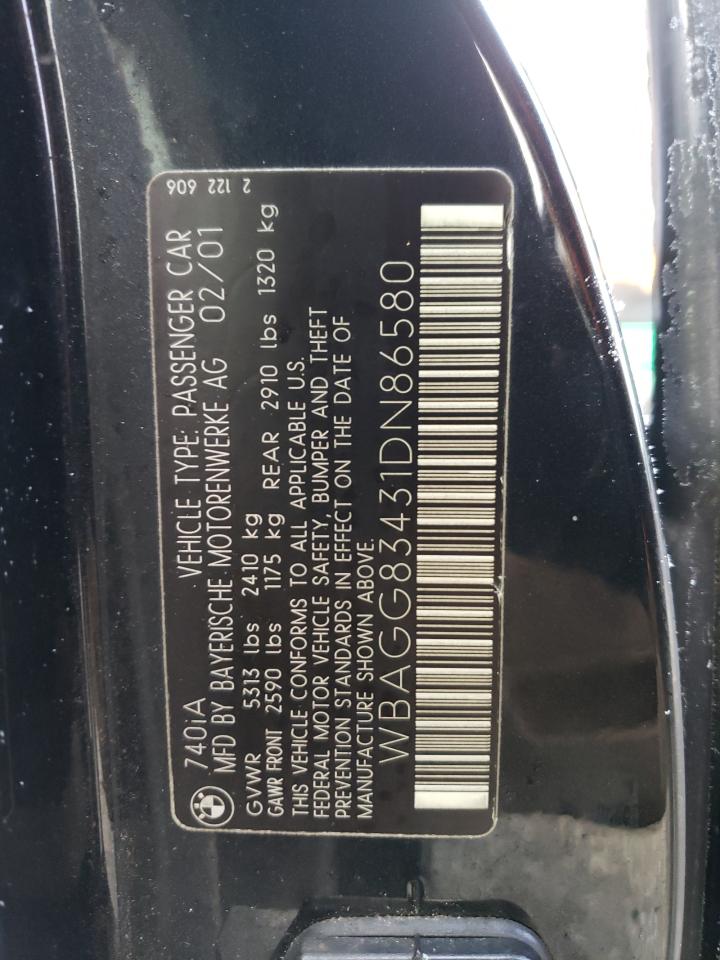 740iA VEHICLE TYPE: PASSENGER CAR
MFD BY BAYERISCHE MOTORENWERKE AG 02/01
GVWR 5313 lbs 2410 kg
GAWR FRONT 2590 lbs 1175 kg REAR 2910 lbs 1320 kg
THIS VEHICLE CONFORMS TO ALL APPLICABLE U.S.
FEDERAL MOTOR VEHICLE SAFETY, BUMPER AND THEFT
PREVENTION STANDARDS IN EFFECT ON THE DATE OF
MANUFACTURE SHOWN ABOVE.
WBAGG83431DN86580
2 122 606